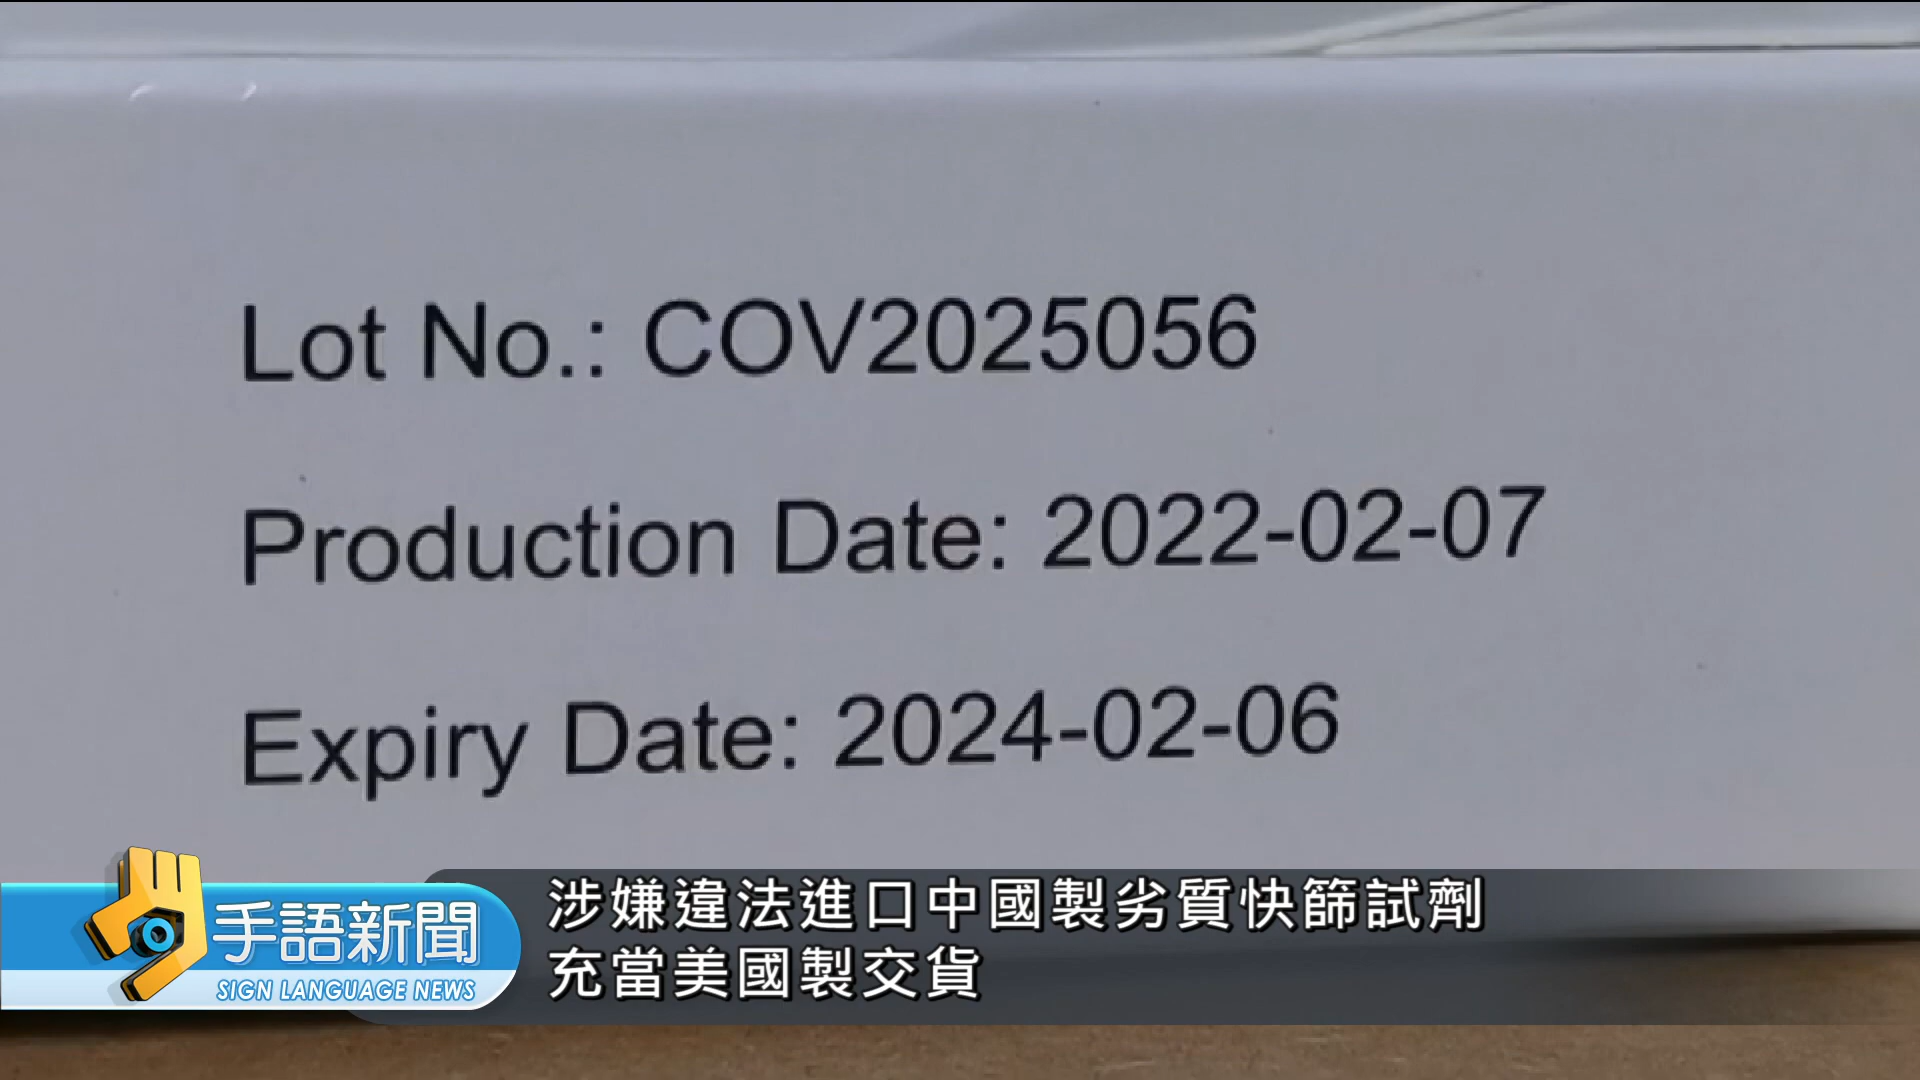 Lot No.: COV2025056
Production Date: 2022-02-07
Expiry Date: 2024-02-06
涉嫌違法進口中國製劣質快篩試劑
充當美國製交貨
手語新聞
SIGN LANGUAGE NEWS